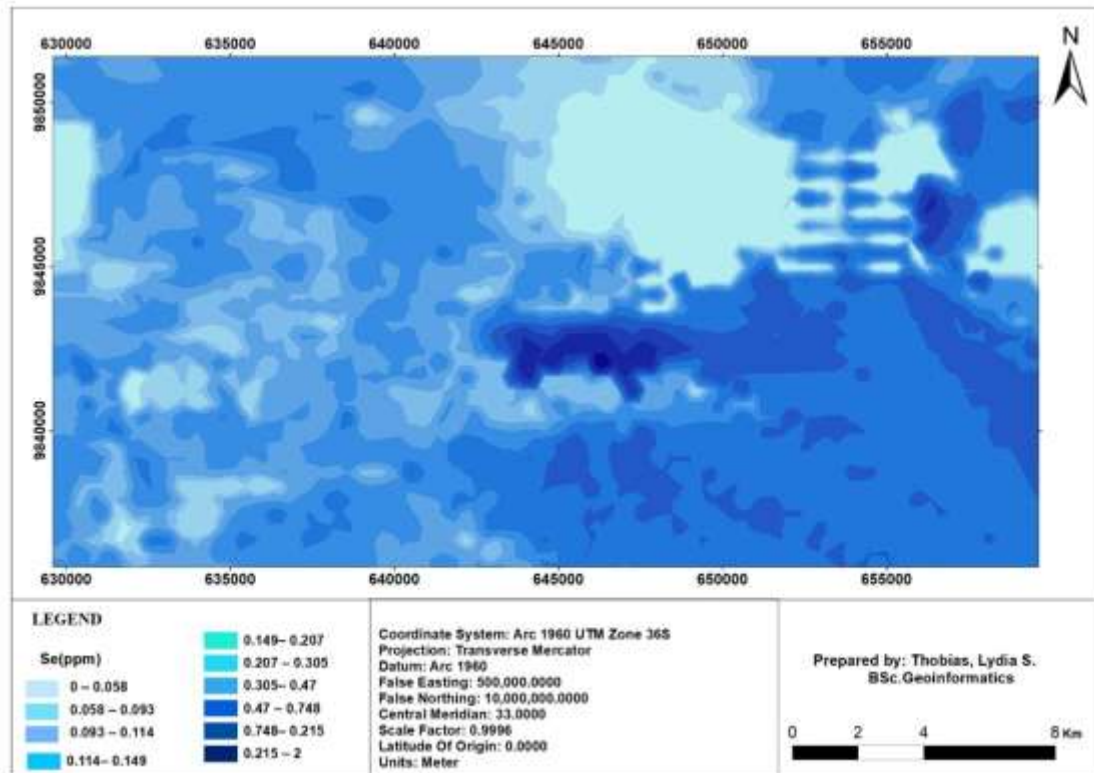 630000 635000 640000 645000 650000 655000
N
9850000
9845000
9840000
630000 635000 640000 645000 650000 655000
LEGEND
Se(ppm)
0 – 0.058
0.058 – 0.093
0.093 – 0.114
0.114– 0.149
0.149– 0.207
0.207 – 0.305
0.305– 0.47
0.47 – 0.748
0.748– 0.215
0.215 – 2
Coordinate System: Arc 1960 UTM Zone 36S
Projection: Transverse Mercator
Datum: Arc 1960
False Easting: 500,000.0000
False Northing: 10,000,000.0000
Central Meridian: 33.0000
Scale Factor: 0.9996
Latitude Of Origin: 0.0000
Units: Meter
Prepared by: Thobias, Lydia S.
BSc.Geoinformatics
0 2 4 8 Km